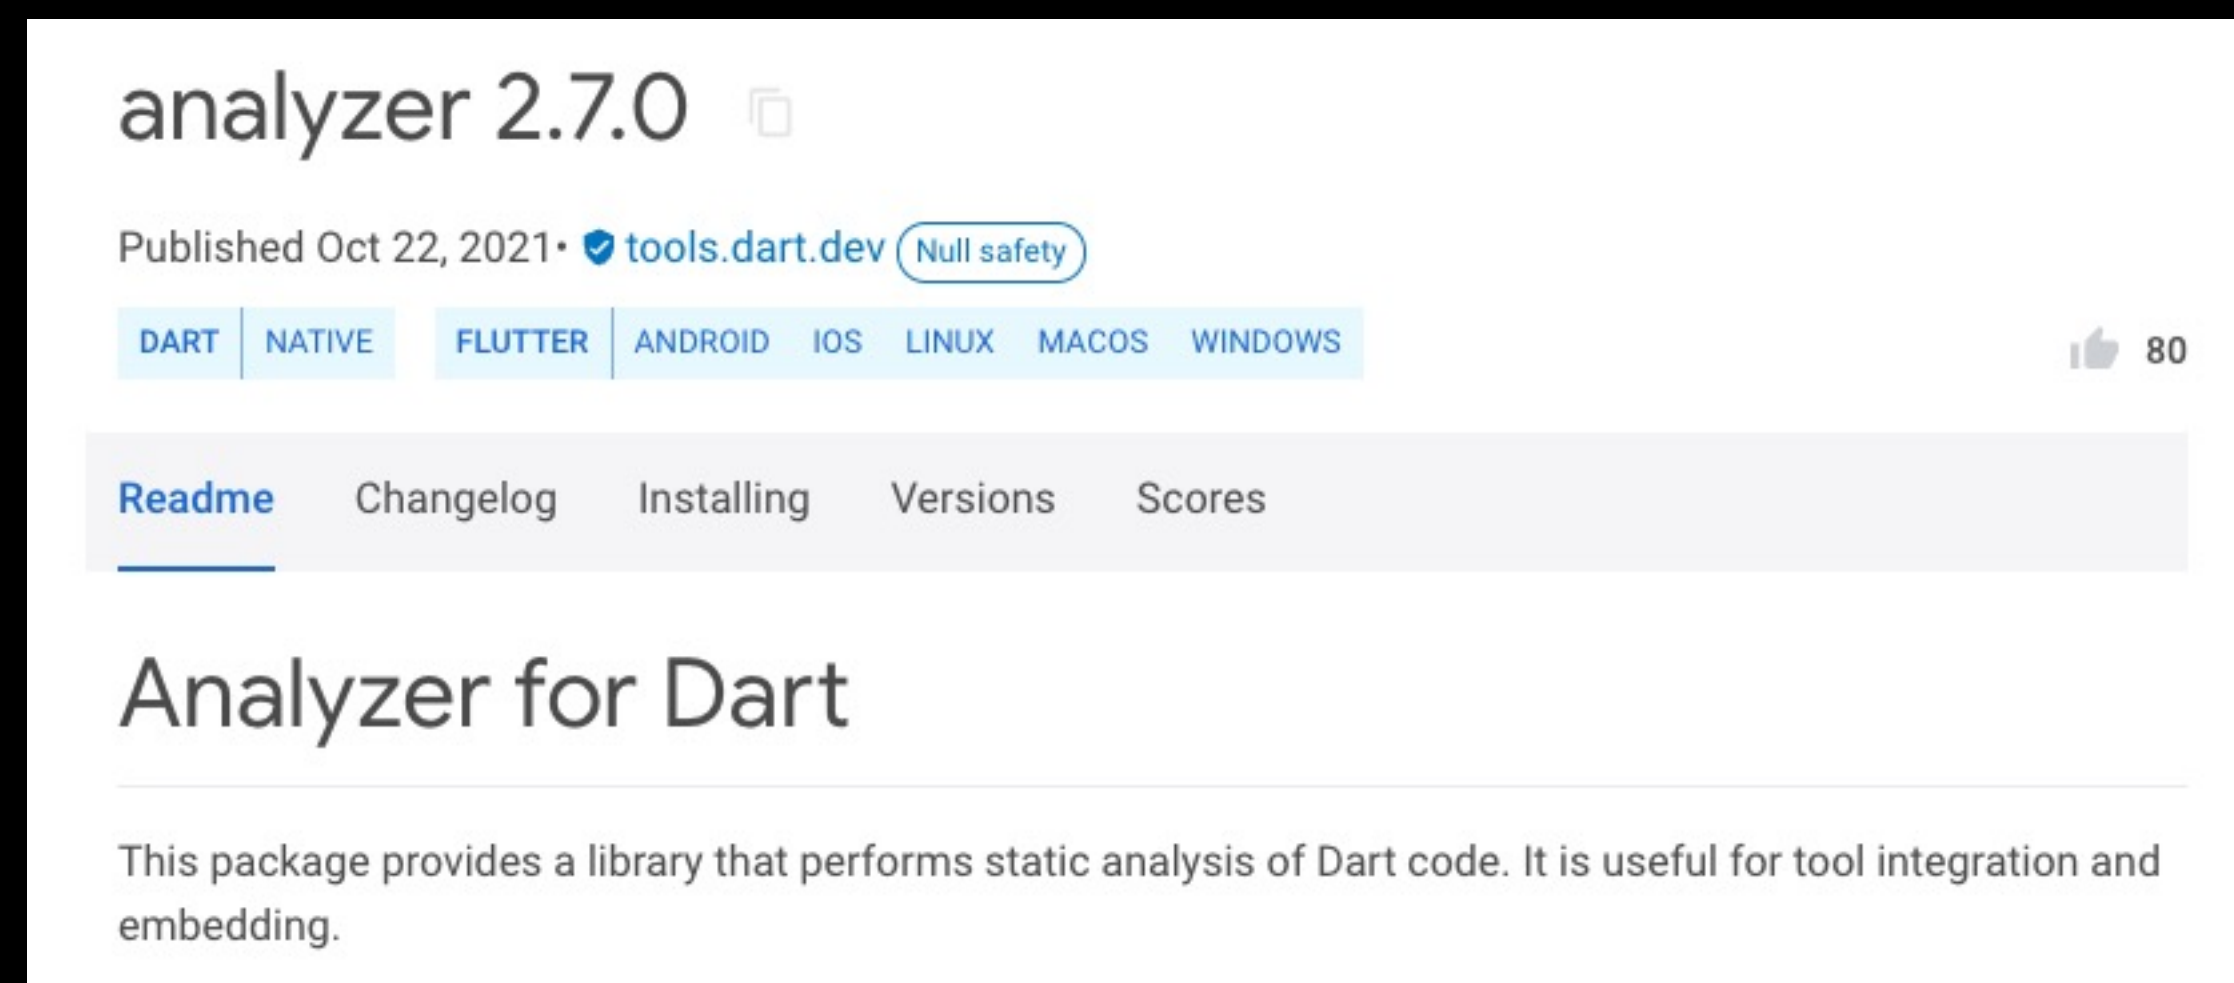 analyzer 2.7.0
Published Oct 22, 2021• tools.dart.dev Null safety
DART NATIVE FLUTTER ANDROID IOS LINUX MACOS WINDOWS 80
Readme Changelog Installing Versions Scores
Analyzer for Dart
This package provides a library that performs static analysis of Dart code. It is useful for tool integration and
embedding.